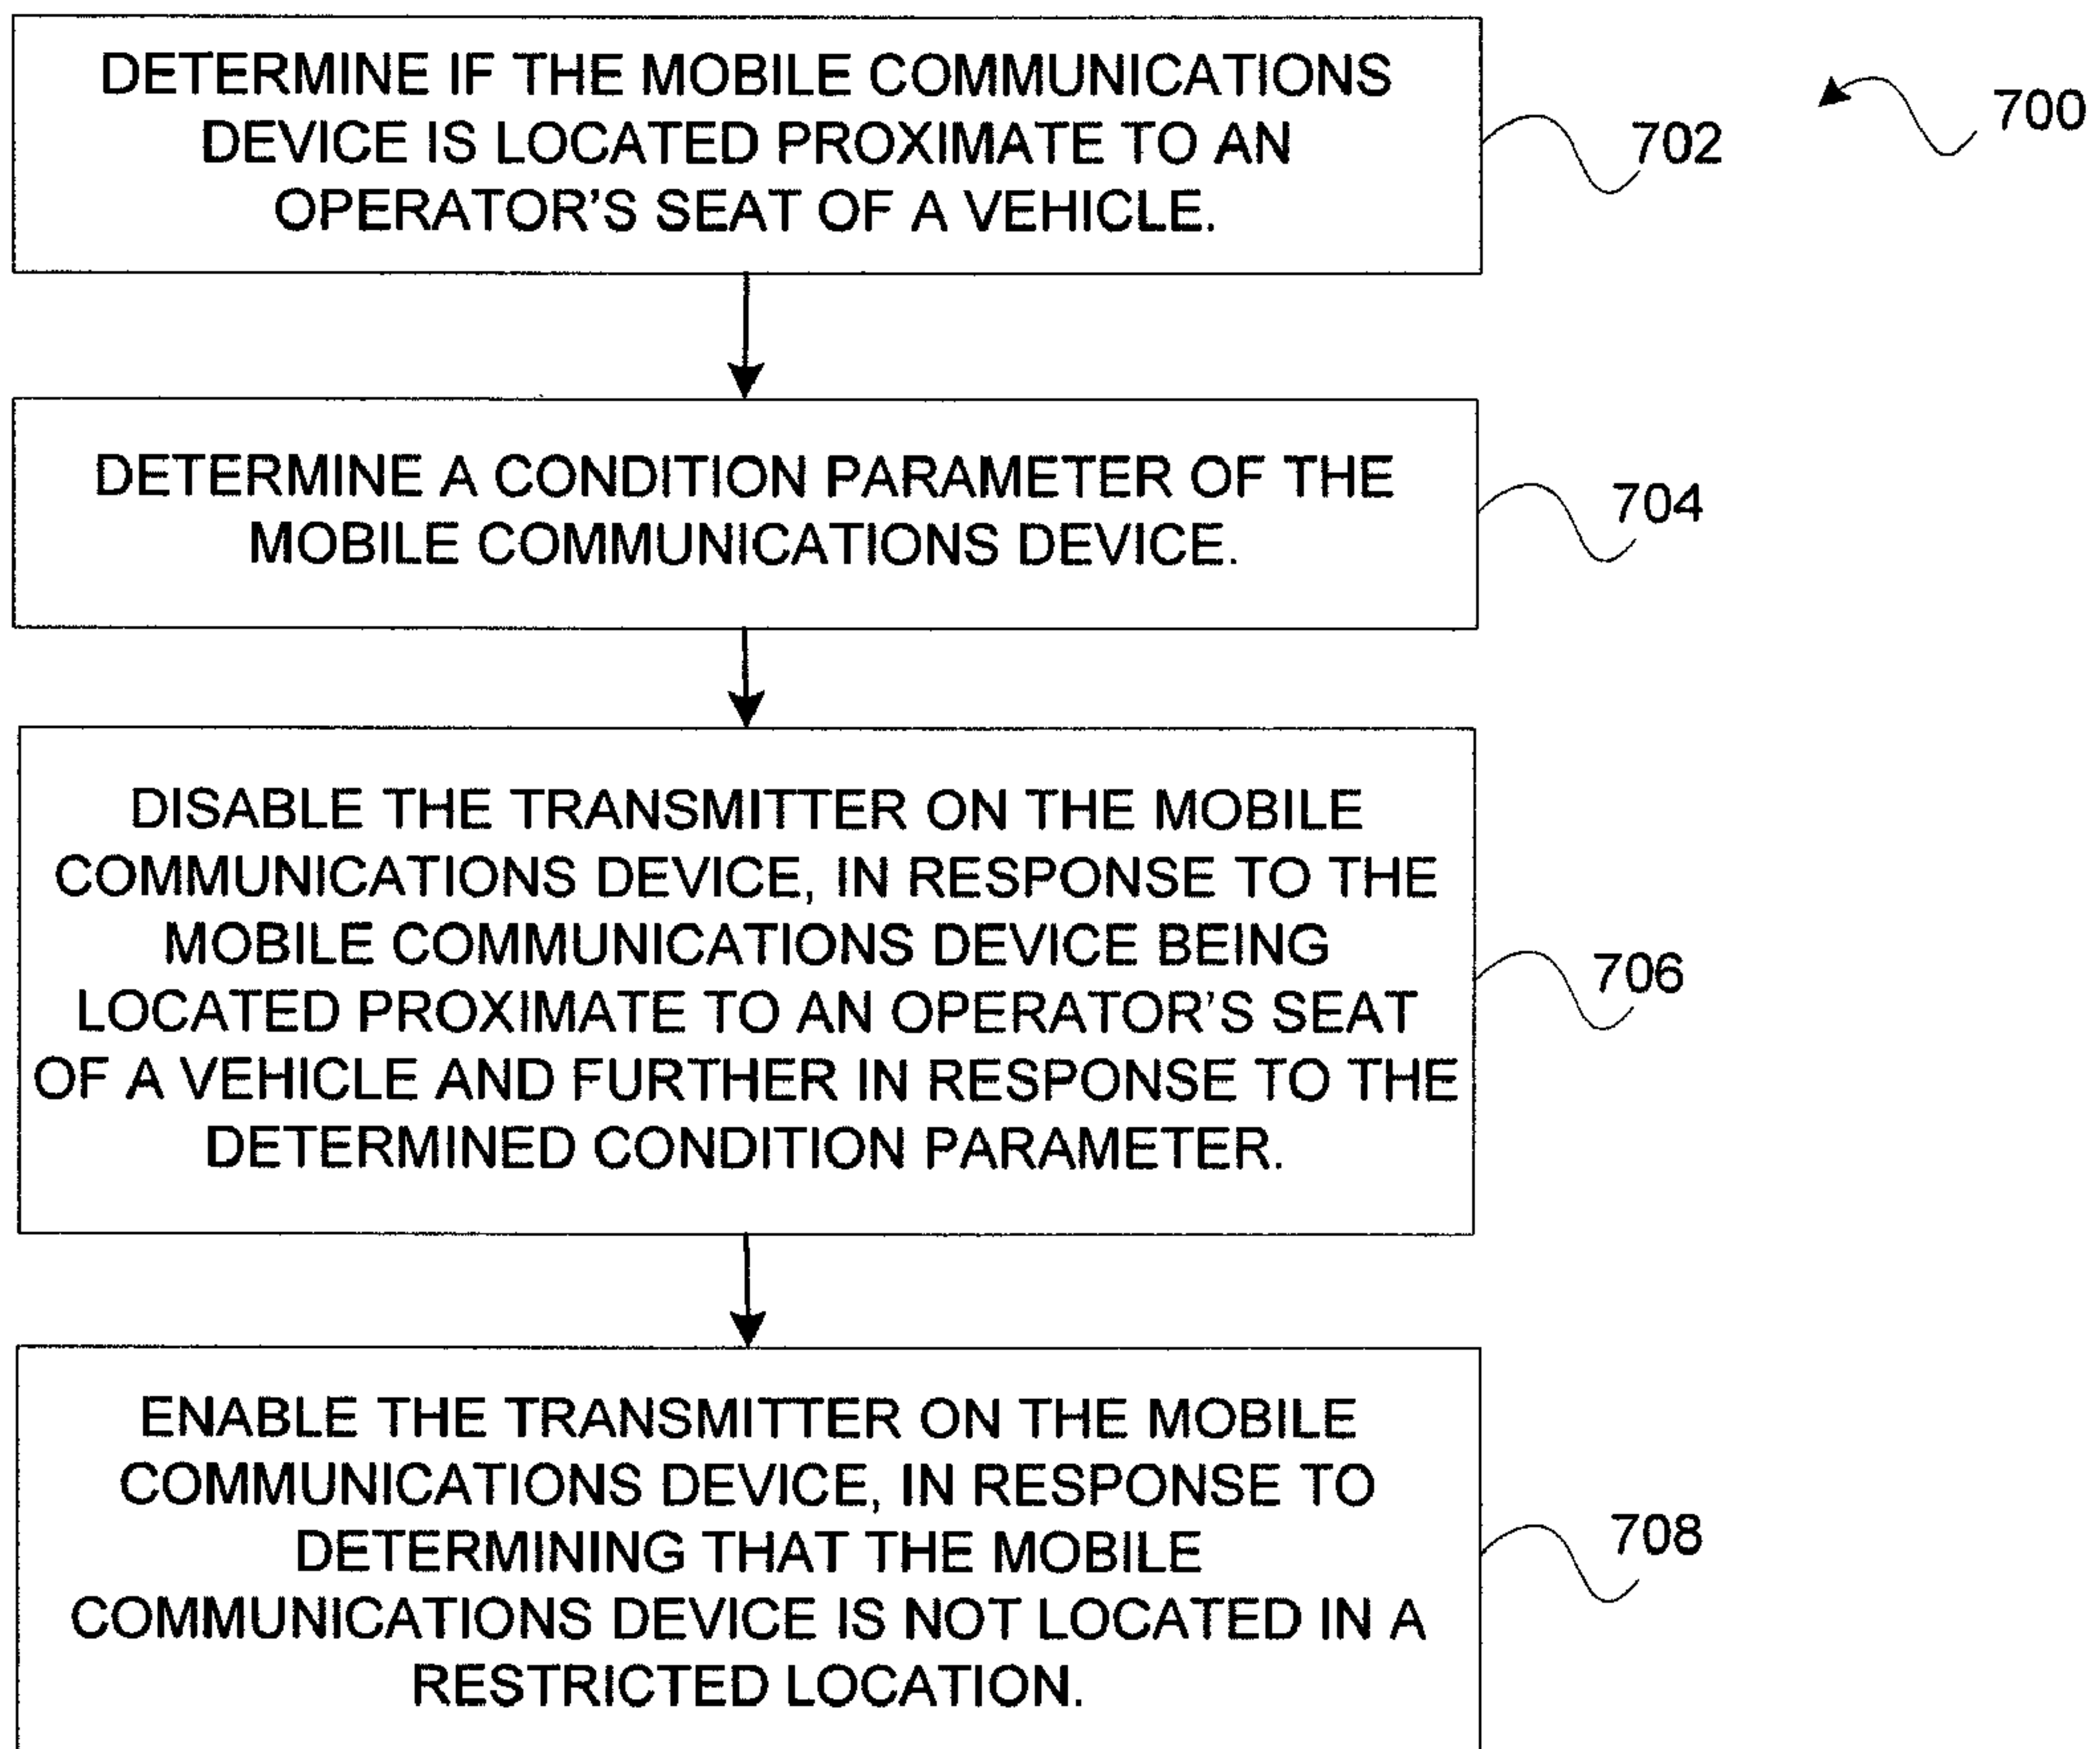 DETERMINE IF THE MOBILE COMMUNICATIONS
DEVICE IS LOCATED PROXIMATE TO AN
OPERATOR'S SEAT OF A VEHICLE.
702
700
DETERMINE A CONDITION PARAMETER OF THE
MOBILE COMMUNICATIONS DEVICE.
704
DISABLE THE TRANSMITTER ON THE MOBILE
COMMUNICATIONS DEVICE, IN RESPONSE TO THE
MOBILE COMMUNICATIONS DEVICE BEING
LOCATED PROXIMATE TO AN OPERATOR'S SEAT
OF A VEHICLE AND FURTHER IN RESPONSE TO THE
DETERMINED CONDITION PARAMETER.
706
ENABLE THE TRANSMITTER ON THE MOBILE
COMMUNICATIONS DEVICE, IN RESPONSE TO
DETERMINING THAT THE MOBILE
COMMUNICATIONS DEVICE IS NOT LOCATED IN A
RESTRICTED LOCATION.
708